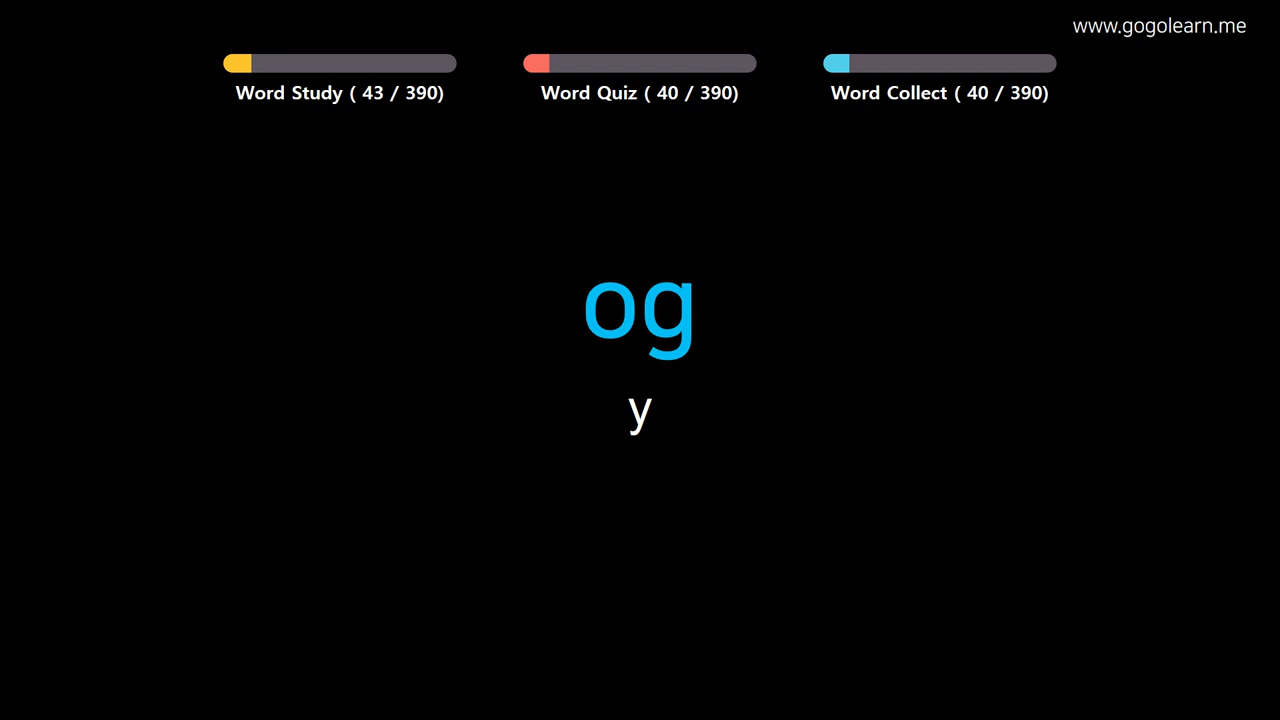 www.gogolearn.me
Word Study ( 43 / 390)
Word Quiz ( 40 / 390)
Word Collect ( 40 / 390)
og
y